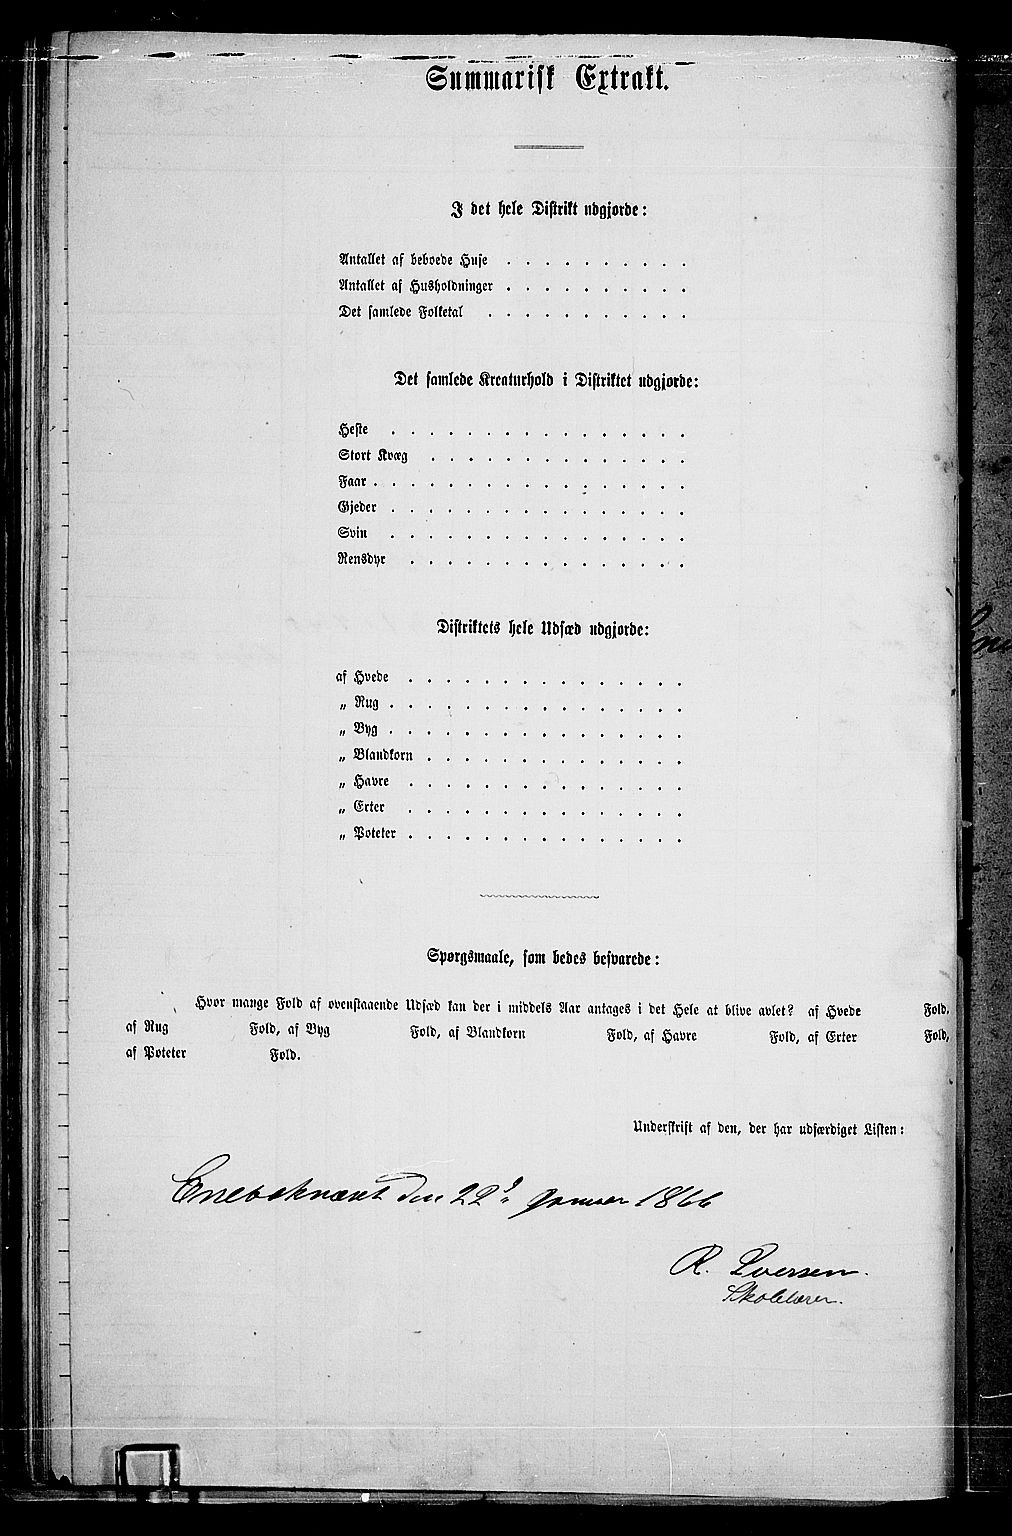 Summarisk Extrakt.
I det hele Distrikt udgjorde:
Antallet af beboede Huse . . . . . . . . . .
Antallet af Husholdninger . . . . . . . . . .
Det samlede Folketal . . . . . . . . . . .
Det samlede Kreaturhold i Distriktet udgjorde:
Heste . . . . . . . . . . . . . . . .
Stort Kvæg . . . . . . . . . . . . . .
Faar . . . . . . . . . . . . . . . . .
Gjeder . . . . . . . . . . . . . . . .
Svin . . . . . . . . . . . . . . . .
Rensdyr . . . . . . . . . . . . . . .
Distriktets hele Udsæd udgjorde:
af Hvede . . . . . . . . . . . . . . .
„ Rug . . . . . . . . . . . . . . . .
„ Byg . . . . . . . . . . . . . . . .
„ Blandkorn . . . . . . . . . . . . . .
„ Havre . . . . . . . . . . . . . . .
„ Erter . . . . . . . . . . . . . . .
„ Poteter . . . . . . . . . . . . . . .
Spørgsmaale, som bedes besvarede:
Hvor mange Fold af ovenstaaende Udsæd kan der i middels Aar antages i det Hele at blive avlet? af Hvede Fold,
af Rug Fold, af Byg Fold, af Blandkorn Fold, af Havre Fold, af Erter Fold,
af Poteter Fold.
Underskrift af den, der har udfærdiget Listen:
den 22d Januar 1866
R. Iversen.
Skolelærer.